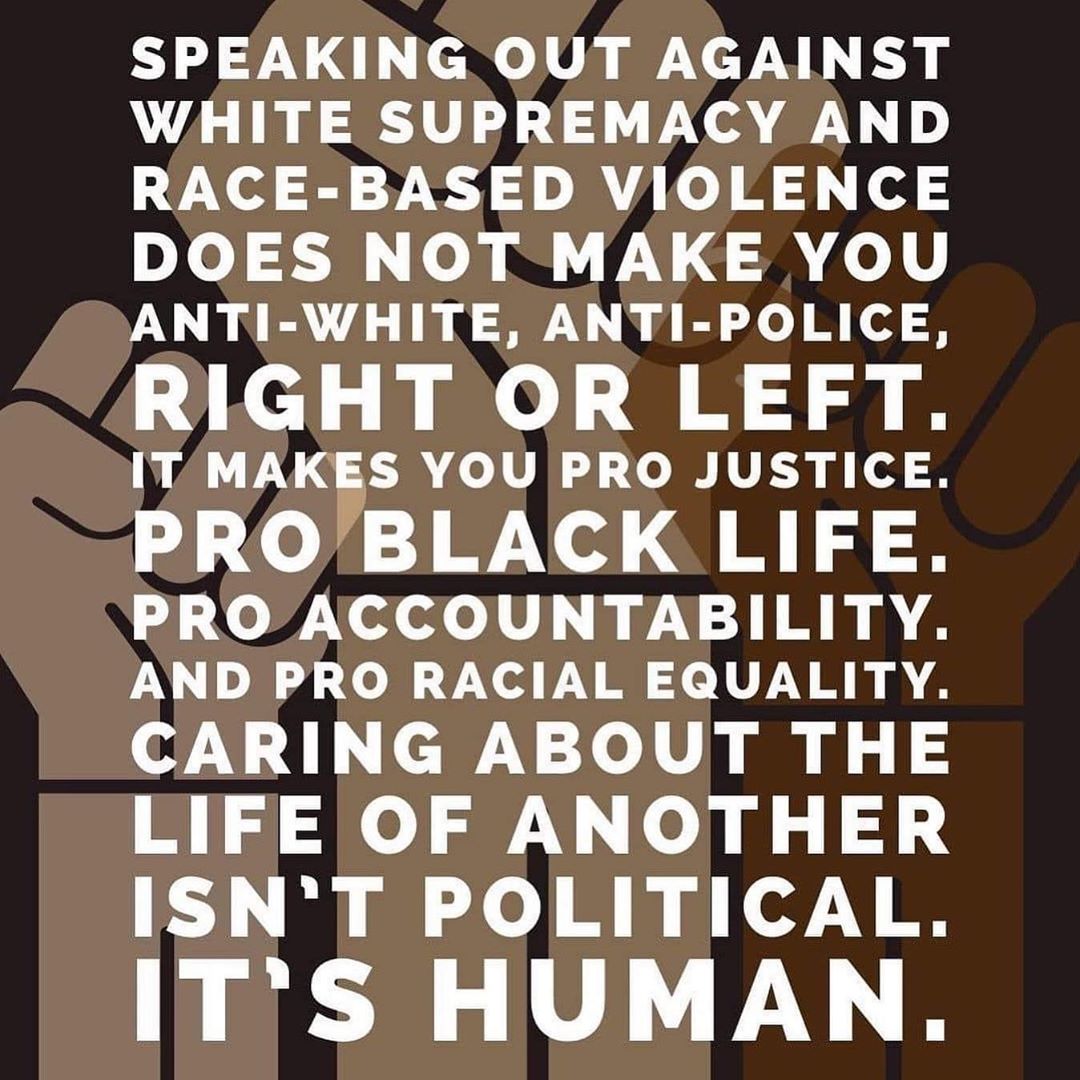 SPEAKING OUT AGAINST
WHITE SUPREMACY AND
RACE-BASED VIOLENCE
DOES NOT MAKE YOU
ANTI-WHITE, ANTI-POLICE,
RIGHT OR LEFT.
IT MAKES YOU PRO JUSTICE.
PRO BLACK LIFE.
PRO ACCOUNTABILITY.
AND PRO RACIAL EQUALITY.
CARING ABOUT THE
LIFE OF ANOTHER
ISN'T POLITICAL.
IT'S HUMAN.